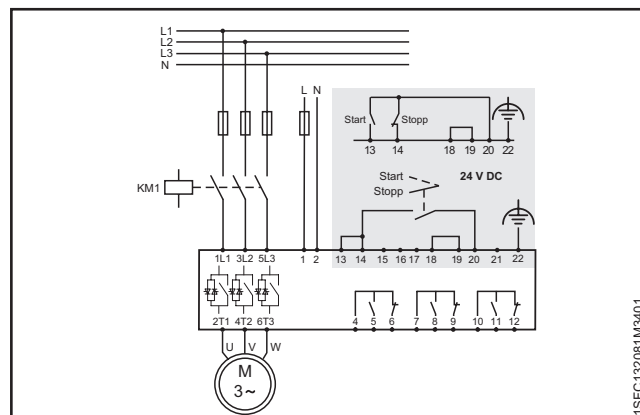 L1
L2
L3
N
L N
Start Stopp
13 14 18 19 20 22
Start
Stopp
24 V DC
KM1
1L1 3L2 5L3 1 2 13 14 15 16 17 18 19 20 21 22
2T1 4T2 6T3 4 5 6 7 8 9 10 11 12
U V W
M
3~
1SFC132081M3401